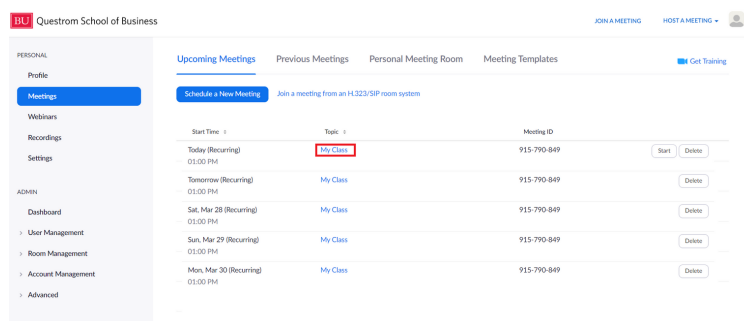 BU Questrom School of Business
JOIN A MEETING HOST A MEETING
PERSONAL
Profile
Meetings
Webinars
Recordings
Settings
ADMIN
Dashboard
> User Management
> Room Management
> Account Management
> Advanced
Upcoming Meetings Previous Meetings Personal Meeting Room Meeting Templates
Get Training
Schedule a New Meeting Join a meeting from an H.323/SIP room system
Start Time Topic Meeting ID
Today (Recurring) My Class 915-790-849 Start Delete
01:00 PM
Tomorrow (Recurring) My Class 915-790-849 Delete
01:00 PM
Sat, Mar 28 (Recurring) My Class 915-790-849 Delete
01:00 PM
Sun, Mar 29 (Recurring) My Class 915-790-849 Delete
01:00 PM
Mon, Mar 30 (Recurring) My Class 915-790-849 Delete
01:00 PM